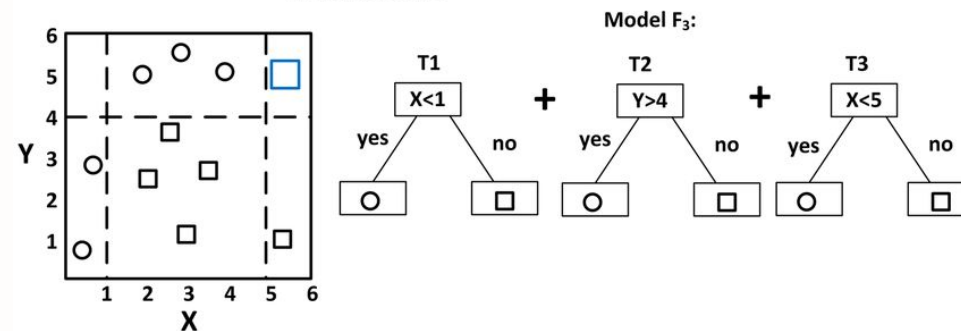 Model F3:
6
5
4
3
2
1
Y
1 2 3 4 5 6
X
T1
X<1
yes
no
+
T2
Y>4
yes
no
+
T3
X<5
yes
no